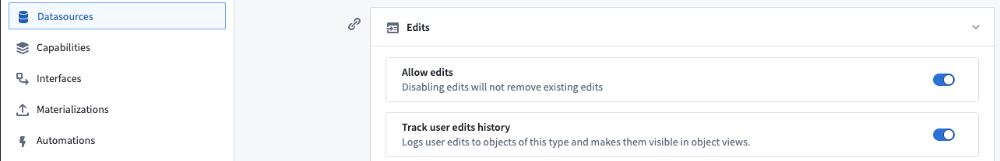 Datasources
Capabilities
Interfaces
Materializations
Automations
Edits
Allow edits
Disabling edits will not remove existing edits
Track user edits history
Logs user edits to objects of this type and makes them visible in object views.